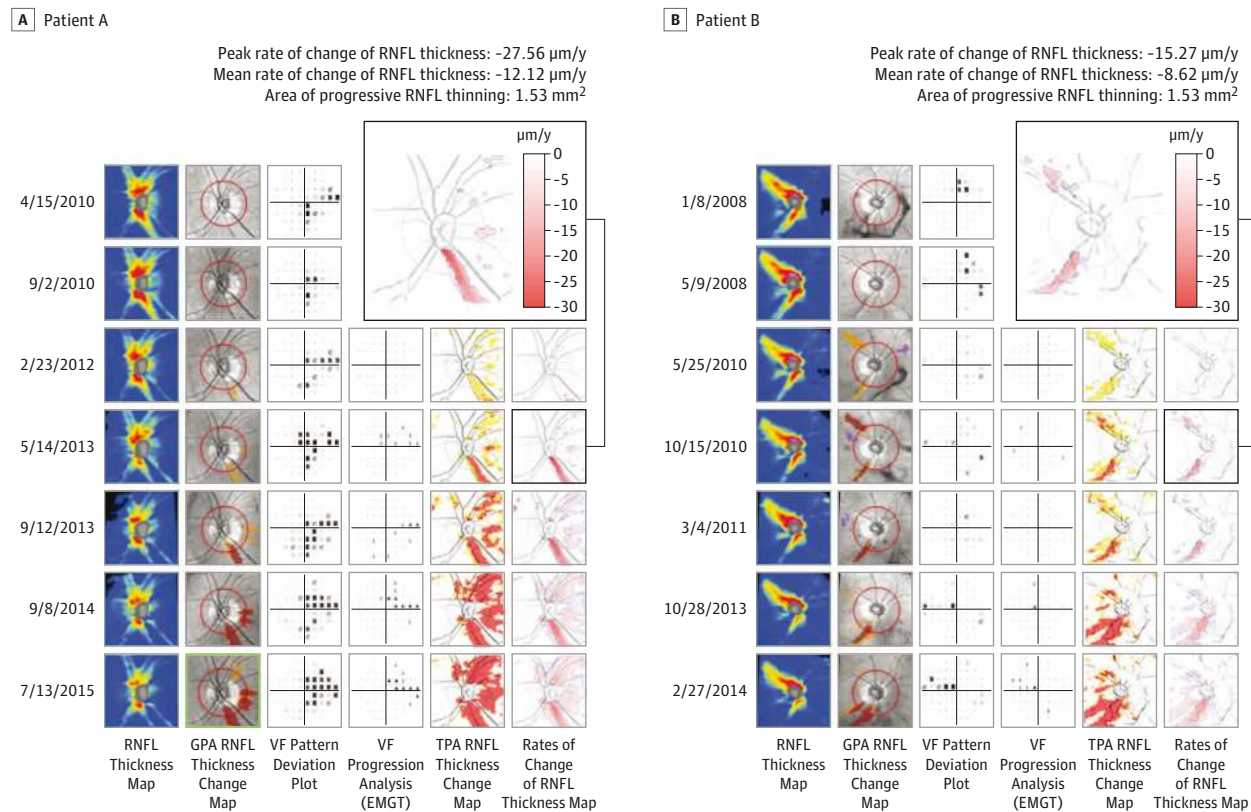 A Patient A
Peak rate of change of RNFL thickness: -27.56 μm/y
Mean rate of change of RNFL thickness: -12.12 μm/y
Area of progressive RNFL thinning: 1.53 mm²
μm/y
0
-5
-10
-15
-20
-25
-30
4/15/2010
9/2/2010
2/23/2012
5/14/2013
9/12/2013
9/8/2014
7/13/2015
RNFL
Thickness
Map
GPA RNFL
Thickness
Change
Map
VF Pattern
Deviation
Plot
VF
Progression
Analysis
(EMGT)
TPA RNFL
Thickness
Change
Map
Rates of
Change
of RNFL
Thickness Map
B Patient B
Peak rate of change of RNFL thickness: -15.27 μm/y
Mean rate of change of RNFL thickness: -8.62 μm/y
Area of progressive RNFL thinning: 1.53 mm²
μm/y
0
-5
-10
-15
-20
-25
-30
1/8/2008
5/9/2008
5/25/2010
10/15/2010
3/4/2011
10/28/2013
2/27/2014
RNFL
Thickness
Map
GPA RNFL
Thickness
Change
Map
VF Pattern
Deviation
Plot
VF
Progression
Analysis
(EMGT)
TPA RNFL
Thickness
Change
Map
Rates of
Change
of RNFL
Thickness Map